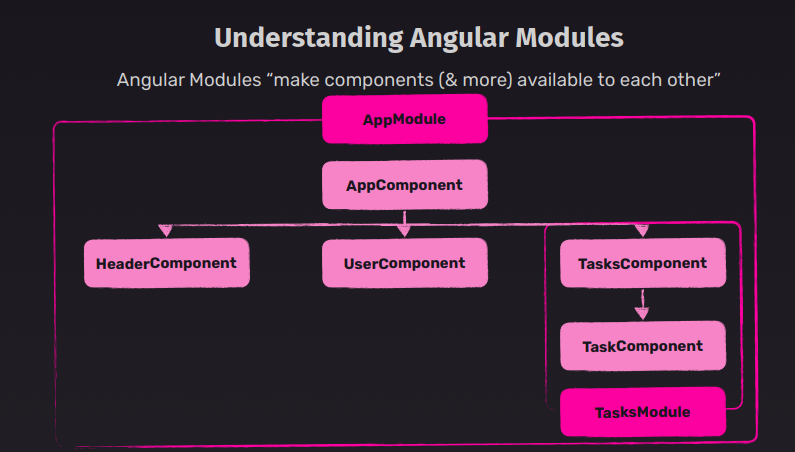 Understanding Angular Modules
Angular Modules “make components (& more) available to each other”
AppModule
AppComponent
HeaderComponent
UserComponent
TasksComponent
TaskComponent
TasksModule